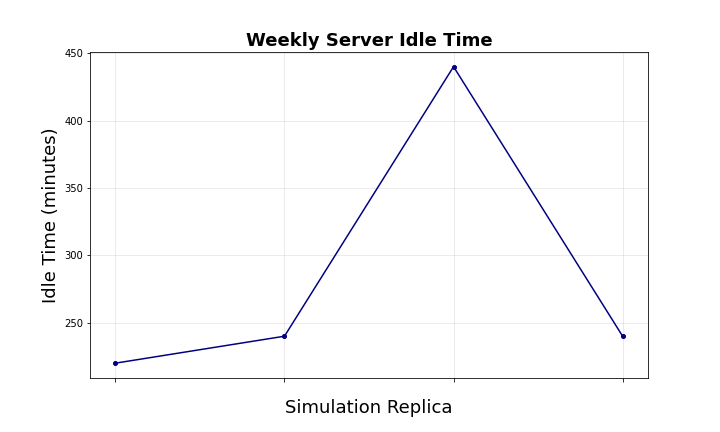 Weekly Server Idle Time
450
400
350
300
250
Idle Time (minutes)
Simulation Replica